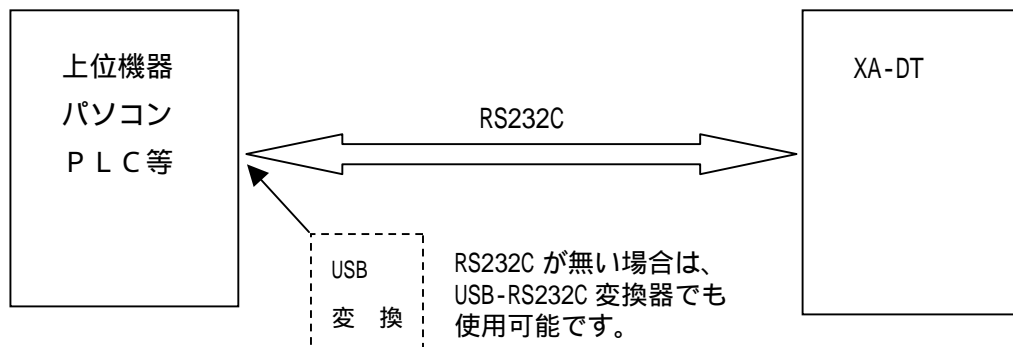 上位機器
パソコン
ＰＬＣ等
RS232C
XA-DT
USB
変　換
RS232C が無い場合は、
USB-RS232C 変換器でも
使用可能です。